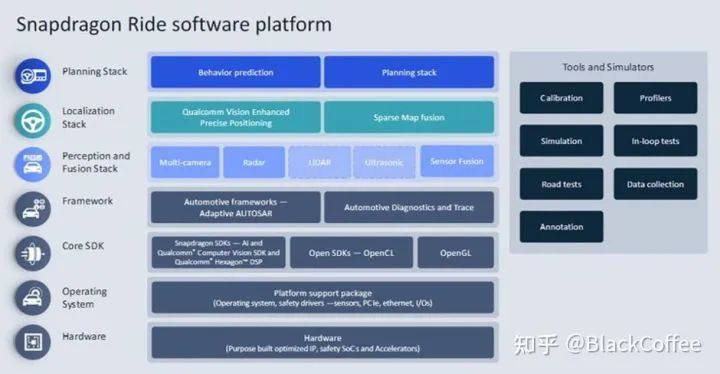 Snapdragon Ride software platform
Planning Stack
Behavior prediction
Planning stack
Localization
Stack
Qualcomm Vision Enhanced
Precise Positioning
Sparse Map fusion
Perception and
Fusion Stack
Multi-camera
Radar
LiDAR
Ultrasonic
Sensor Fusion
Framework
Automotive frameworks —
Adaptive AUTOSAR
Automotive Diagnostics and Trace
Core SDK
Snapdragon SDKs — AI and
Qualcomm® Computer Vision SDK and
Qualcomm® Hexagon™ DSP
Open SDKs — OpenCL
OpenGL
Operating
System
Platform support package
(Operating system, safety drivers —sensors, PCIe, ethernet, I/Os)
Hardware
Hardware
(Purpose built optimized IP, safety SoCs and Accelerators)
Tools and Simulators
Calibration
Profilers
Simulation
In-loop tests
Road tests
Data collection
Annotation
知乎 @BlackCoffee